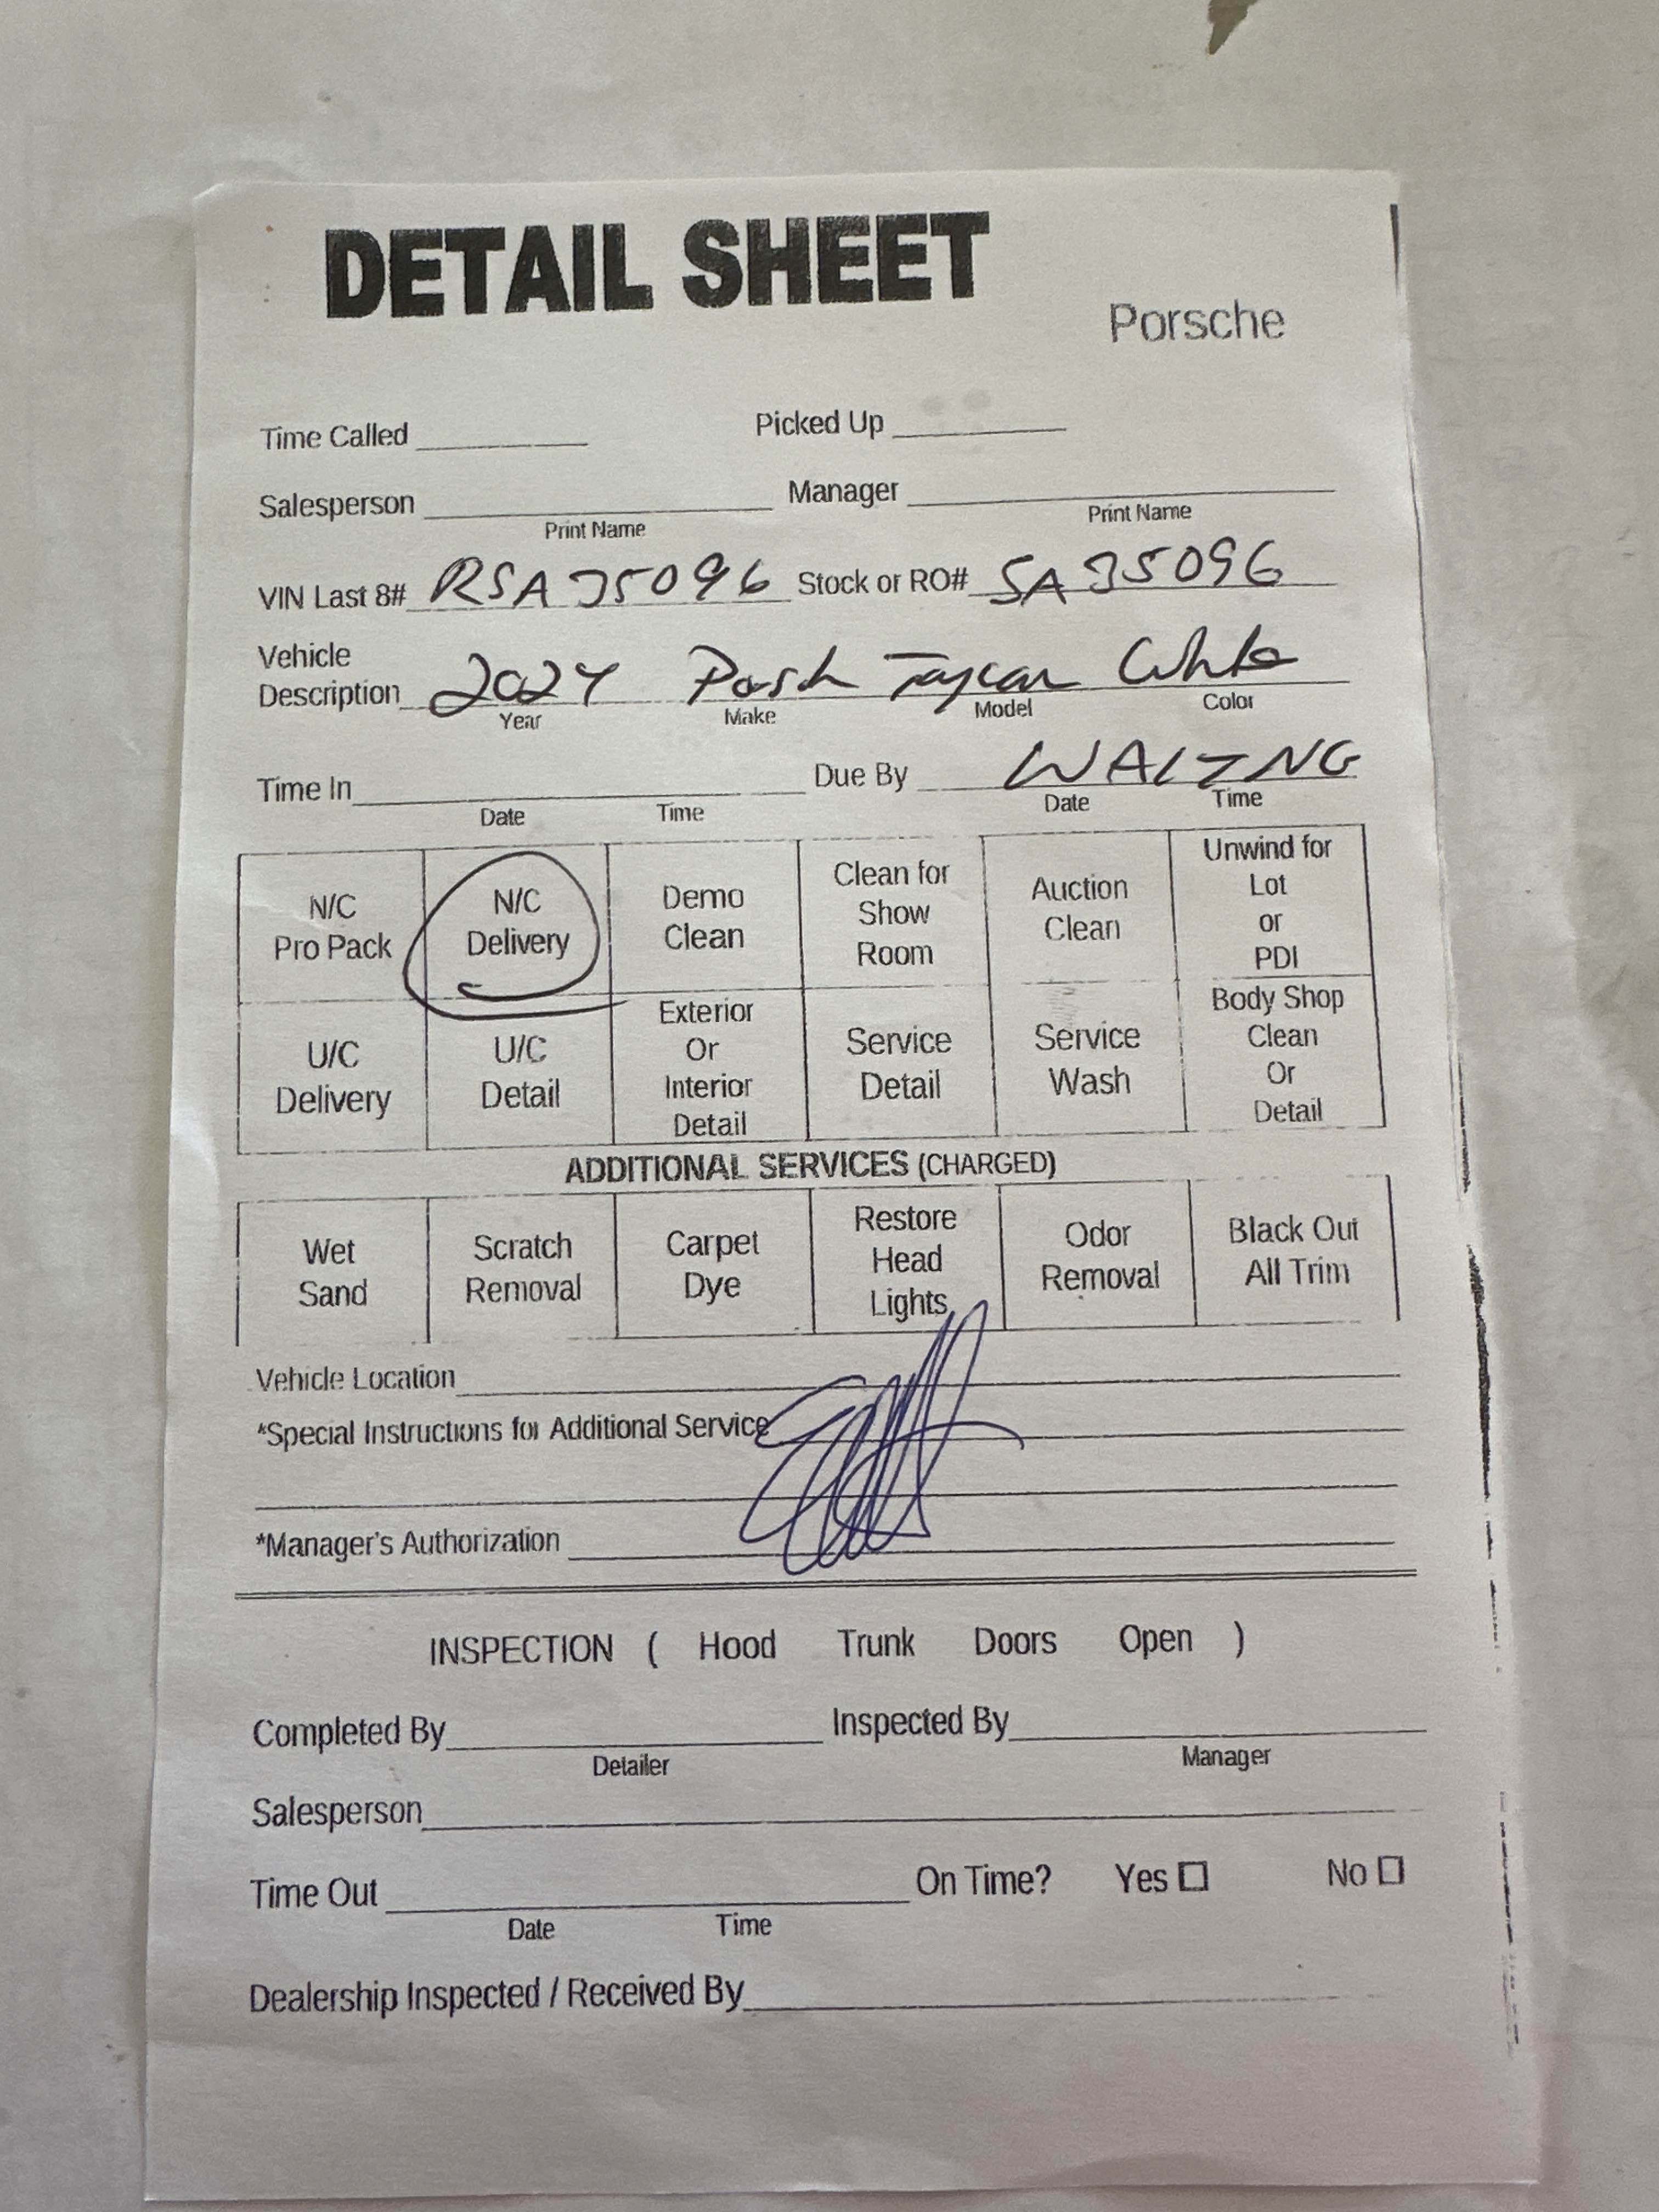 DETAIL SHEET
Porsche
Time Called Picked Up
Salesperson Manager
Print Name Print Name
VIN Last 8# RSA35096 Stock or RO# SA35096
Vehicle
Description 2024 Porsh Taycan White
Year Make Model Color
Time In Due By WAITNG
Date Time Date Time
N/C Pro Pack
N/C Delivery
Demo Clean
Clean for Show Room
Auction Clean
Unwind for Lot or PDI
U/C Delivery
U/C Detail
Exterior Or Interior Detail
Service Detail
Service Wash
Body Shop Clean Or Detail
ADDITIONAL SERVICES (CHARGED)
Wet Sand
Scratch Removal
Carpet Dye
Restore Head Lights
Odor Removal
Black Out All Trim
Vehicle Location
*Special Instructions for Additional Service
*Manager's Authorization
INSPECTION ( Hood Trunk Doors Open )
Completed By Inspected By
Detailer Manager
Salesperson
Time Out On Time? Yes ☐ No ☐
Date Time
Dealership Inspected / Received By